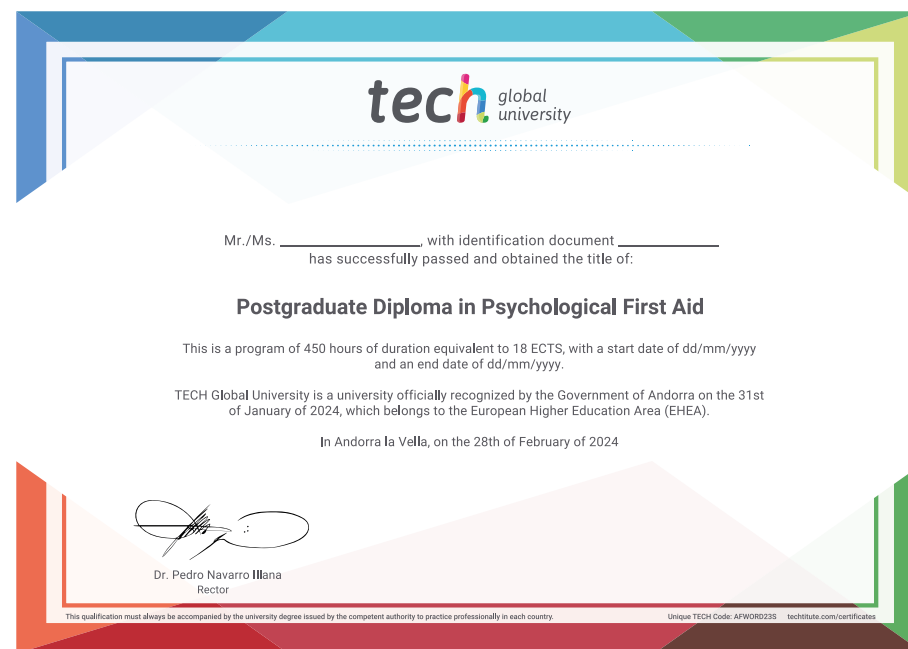 tech global university
Mr./Ms. ____________________, with identification document ______________
has successfully passed and obtained the title of:
Postgraduate Diploma in Psychological First Aid
This is a program of 450 hours of duration equivalent to 18 ECTS, with a start date of dd/mm/yyyy
and an end date of dd/mm/yyyy.
TECH Global University is a university officially recognized by the Government of Andorra on the 31st
of January of 2024, which belongs to the European Higher Education Area (EHEA).
In Andorra la Vella, on the 28th of February of 2024
Dr. Pedro Navarro Illana
Rector
This qualification must always be accompanied by the university degree issued by the competent authority to practice professionally in each country.
Unique TECH Code: AFWORD23S techtitute.com/certificates